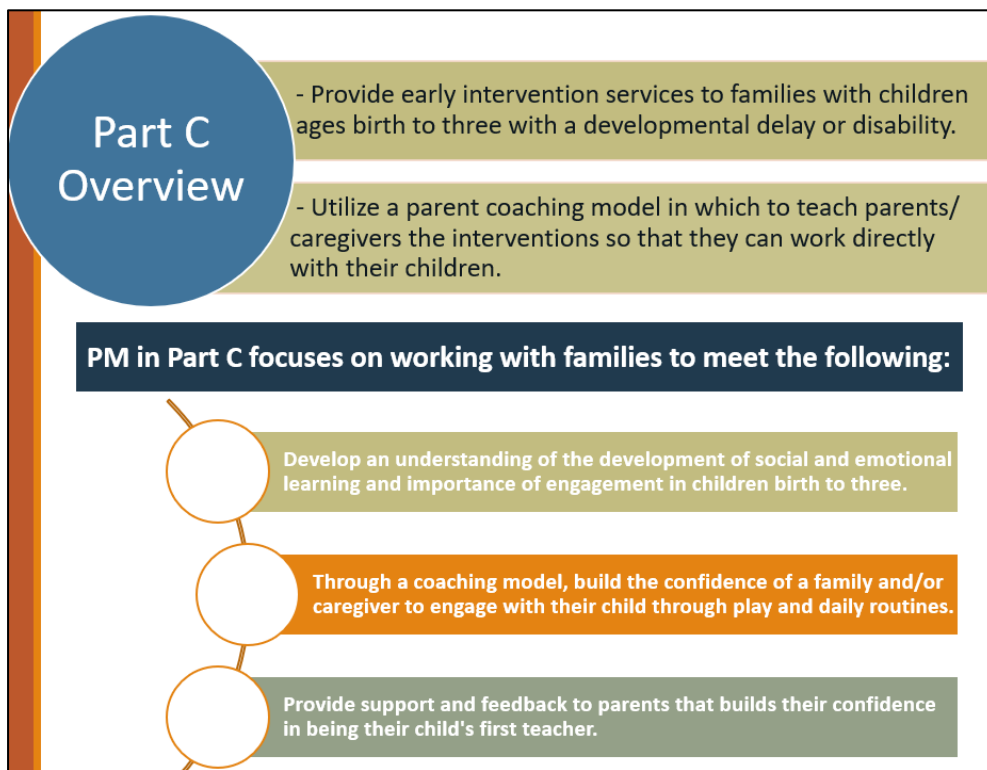 Part C
Overview
- Provide early intervention services to families with children
ages birth to three with a developmental delay or disability.
- Utilize a parent coaching model in which to teach parents/
caregivers the interventions so that they can work directly
with their children.
PM in Part C focuses on working with families to meet the following:
Develop an understanding of the development of social and emotional
learning and importance of engagement in children birth to three.
Through a coaching model, build the confidence of a family and/or
caregiver to engage with their child through play and daily routines.
Provide support and feedback to parents that builds their confidence
in being their child's first teacher.